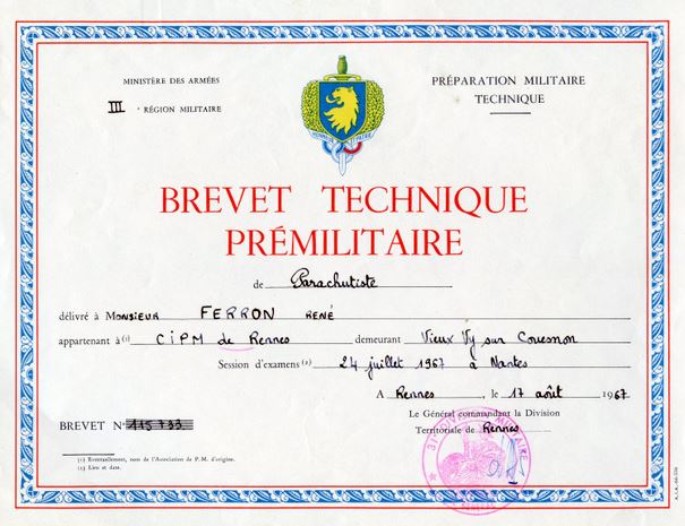 MINISTÈRE DES ARMÉES
III RÉGION MILITAIRE
PRÉPARATION MILITAIRE
TECHNIQUE
BREVET TECHNIQUE
PRÉMILITAIRE
de Parachutiste
délivré à MONSIEUR FERRON RENÉ
appartenant à (1) CIPM de Rennes demeurant Vieux Vy sur Couesnon
Session d'examens (2) 24 juillet 1967 à Nantes
A Rennes, le 17 août 1967
Le Général commandant la Division
Territoriale de Rennes
BREVET N° 115733
(1) Éventuellement, nom de l'Association de P.M. d'origine.
(2) Lieu et date.